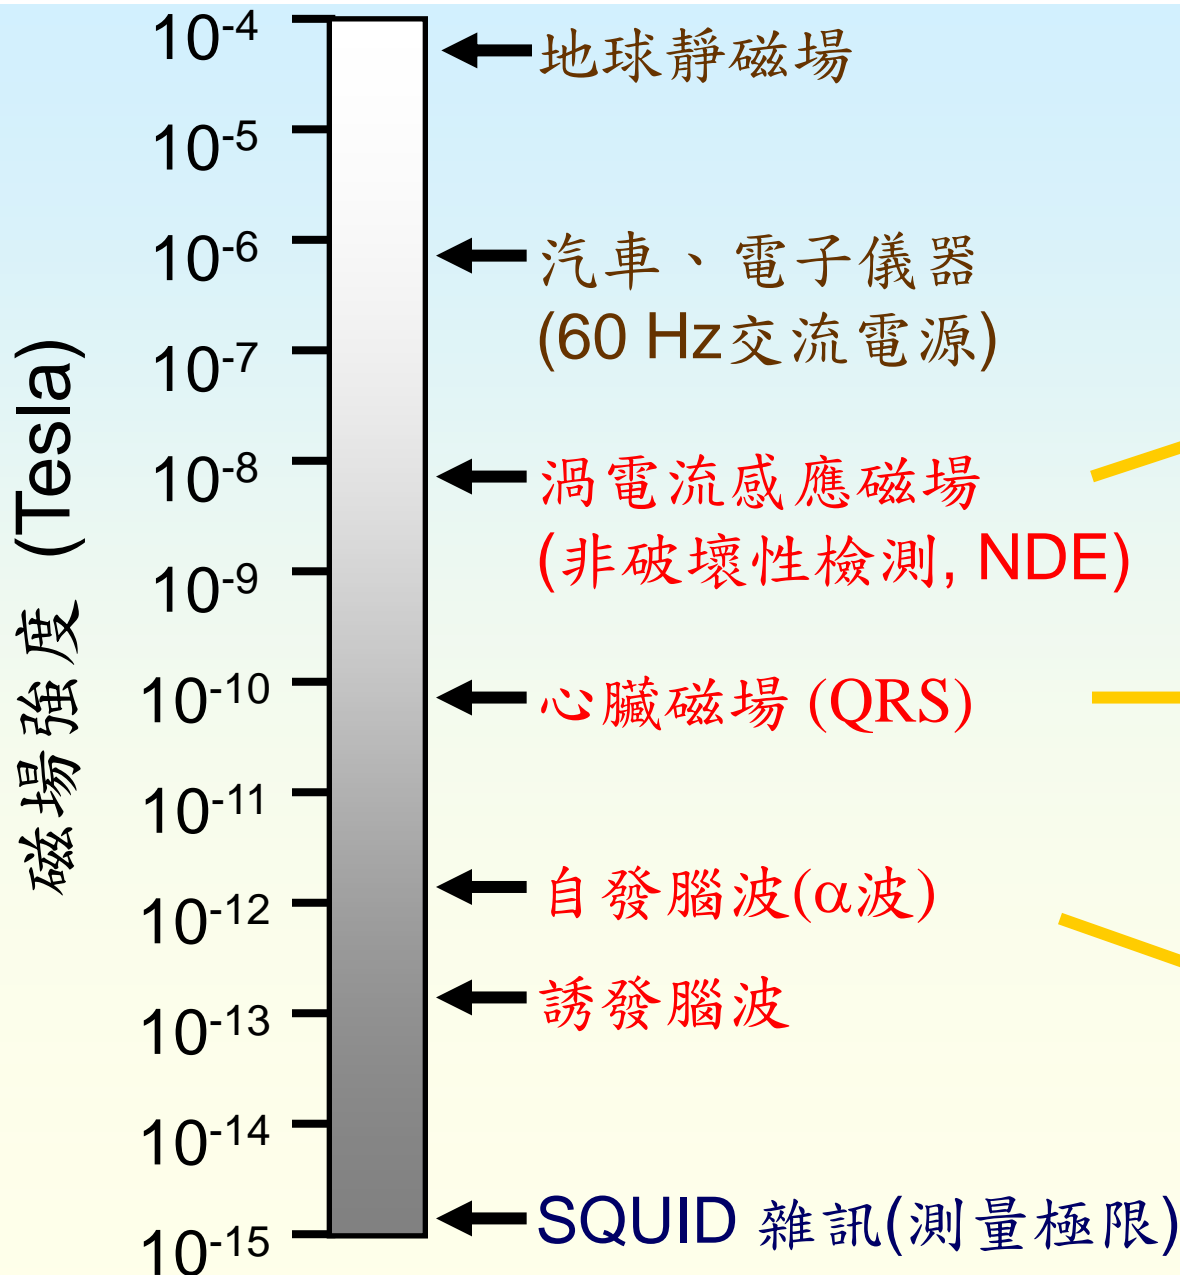 磁場強度 (Tesla)
10⁻⁴
地球靜磁場
10⁻⁵
10⁻⁶
汽車、電子儀器
(60 Hz交流電源)
10⁻⁷
10⁻⁸
渦電流感應磁場
(非破壞性檢測, NDE)
10⁻⁹
10⁻¹⁰
心臟磁場 (QRS)
10⁻¹¹
10⁻¹²
自發腦波(α波)
10⁻¹³
誘發腦波
10⁻¹⁴
10⁻¹⁵
SQUID 雜訊(測量極限)